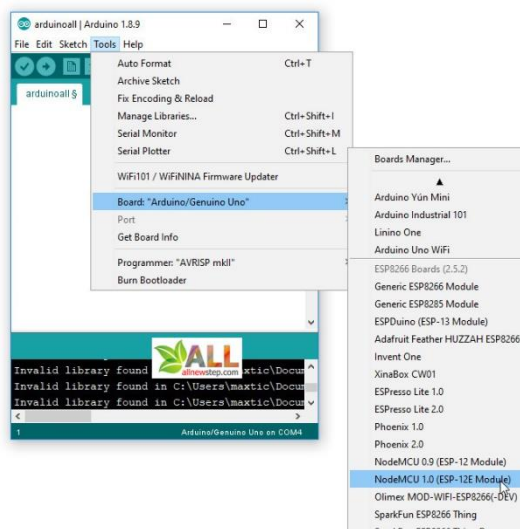 arduinoall | Arduino 1.8.9
File Edit Sketch Tools Help
arduinoall §
Auto Format Ctrl+T
Archive Sketch
Fix Encoding & Reload
Manage Libraries... Ctrl+Shift+I
Serial Monitor Ctrl+Shift+M
Serial Plotter Ctrl+Shift+L
WiFi101 / WiFiNINA Firmware Updater
Board: "Arduino/Genuino Uno"
Port
Get Board Info
Programmer: "AVRISP mkII"
Burn Bootloader
Boards Manager...
Arduino Yún Mini
Arduino Industrial 101
Linino One
Arduino Uno WiFi
ESP8266 Boards (2.5.2)
Generic ESP8266 Module
Generic ESP8285 Module
ESPDuino (ESP-13 Module)
Adafruit Feather HUZZAH ESP8266
Invent One
XinaBox CW01
ESPresso Lite 1.0
ESPresso Lite 2.0
Phoenix 1.0
Phoenix 2.0
NodeMCU 0.9 (ESP-12 Module)
NodeMCU 1.0 (ESP-12E Module)
Olimex MOD-WIFI-ESP8266(-DEV)
SparkFun ESP8266 Thing
ALL
allnewstep.com
Invalid library found axtic\Docum
Invalid library found in C:\Users\maxtic\Docum
Invalid library found in C:\Users\maxtic\Docum
1
Arduino/Genuino Uno on COM4